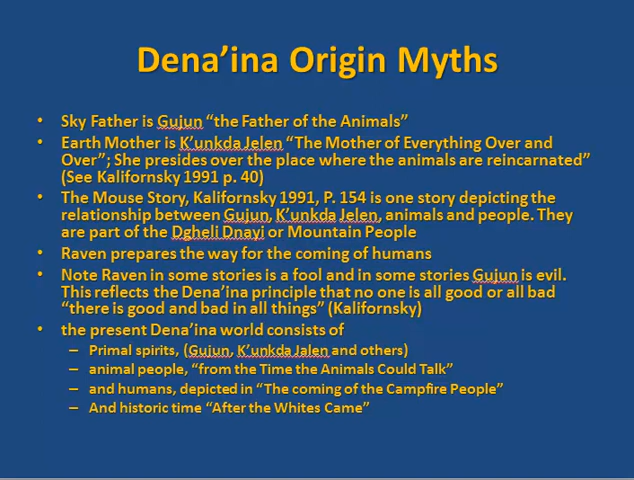 Dena’ina Origin Myths
• Sky Father is Gujun “the Father of the Animals”
• Earth Mother is K’unkda Jelen “The Mother of Everything Over and
Over”; She presides over the place where the animals are reincarnated”
(See Kalifornsky 1991 p. 40)
• The Mouse Story, Kalifornsky 1991, P. 154 is one story depicting the
relationship between Gujun, K’unkda Jelen, animals and people. They
are part of the Dgheli Dnayi or Mountain People
• Raven prepares the way for the coming of humans
• Note Raven in some stories is a fool and in some stories Gujun is evil.
This reflects the Dena’ina principle that no one is all good or all bad
“there is good and bad in all things” (Kalifornsky)
• the present Dena’ina world consists of
– Primal spirits, (Gujun, K’unkda Jalen and others)
– animal people, “from the Time the Animals Could Talk”
– and humans, depicted in “The coming of the Campfire People”
– And historic time “After the Whites Came”